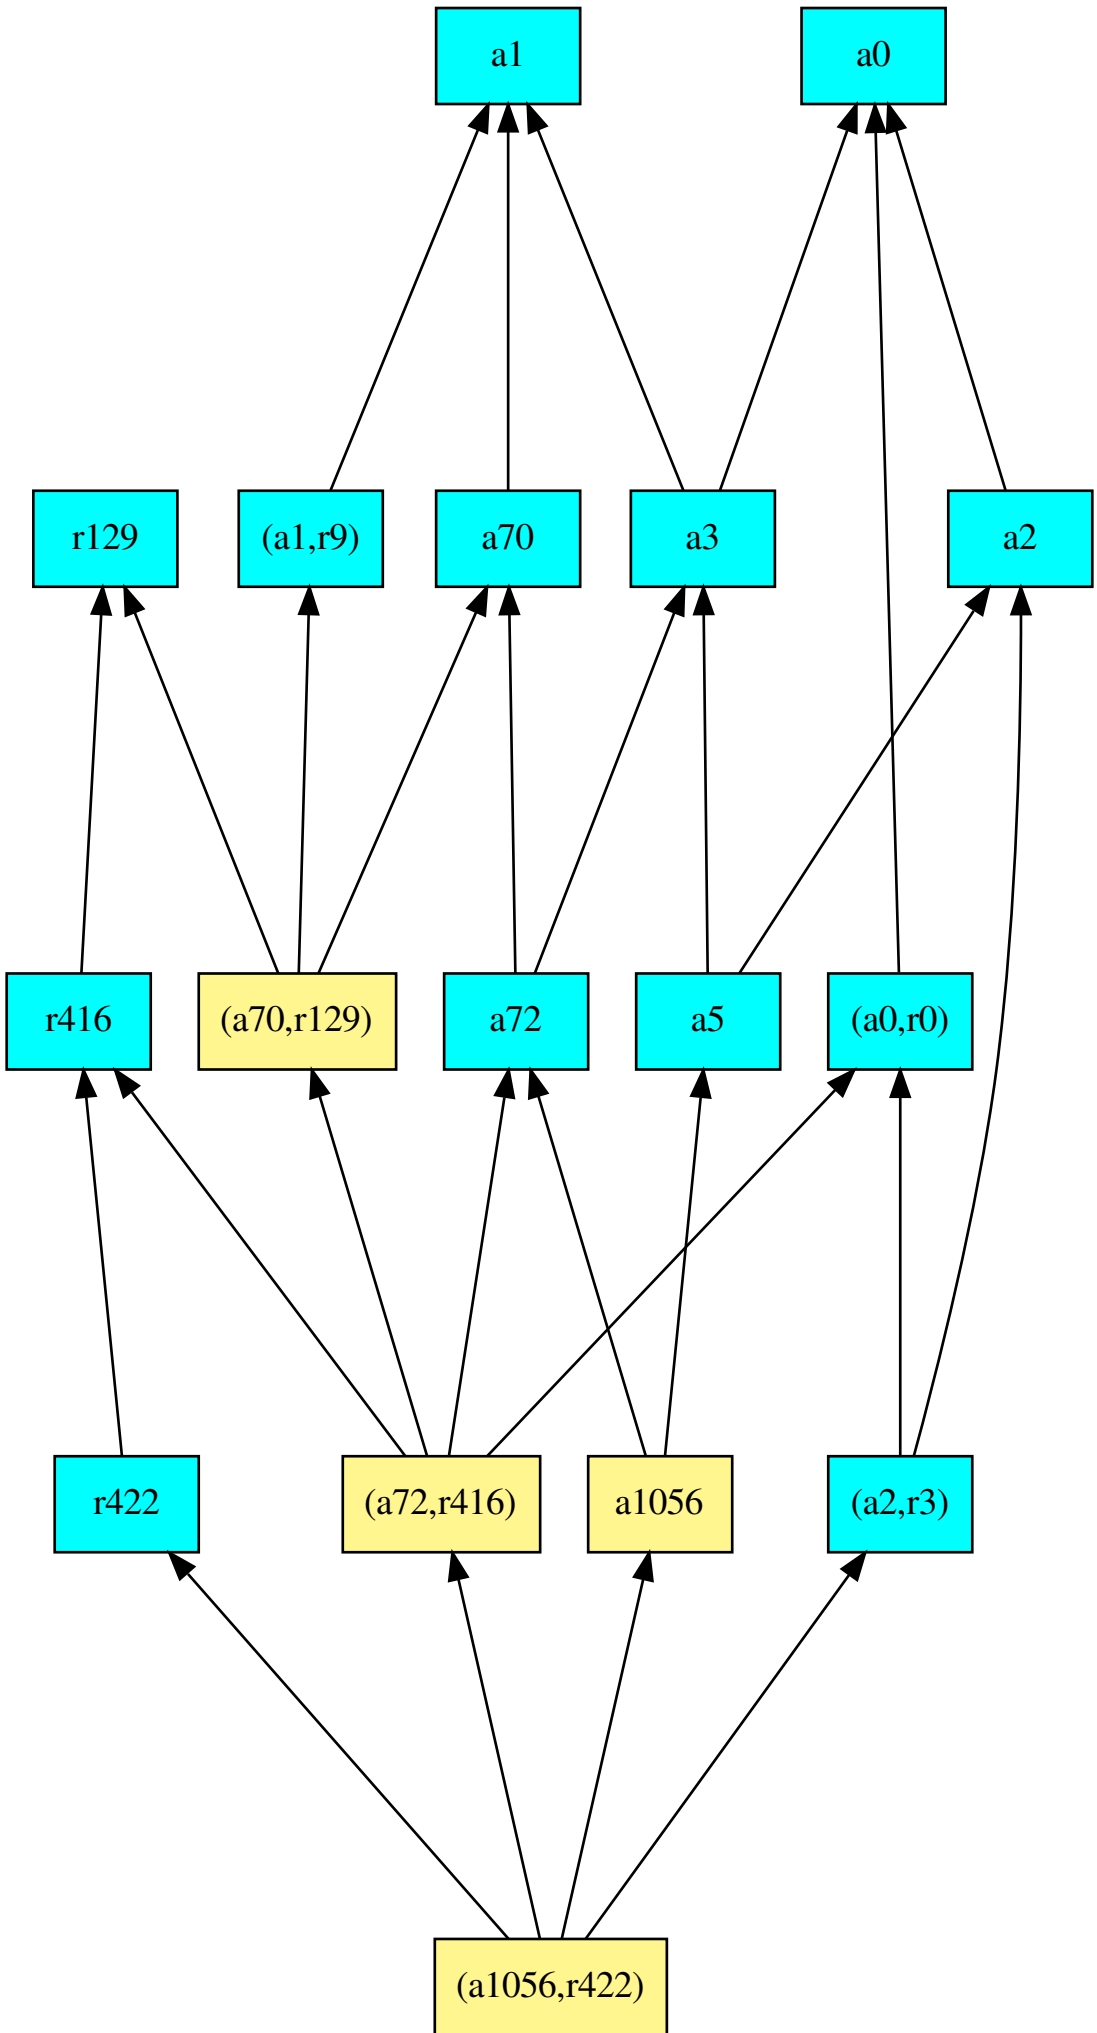 a1
a0
r129
(a1,r9)
a70
a3
a2
r416
(a70,r129)
a72
a5
(a0,r0)
r422
(a72,r416)
a1056
(a2,r3)
(a1056,r422)